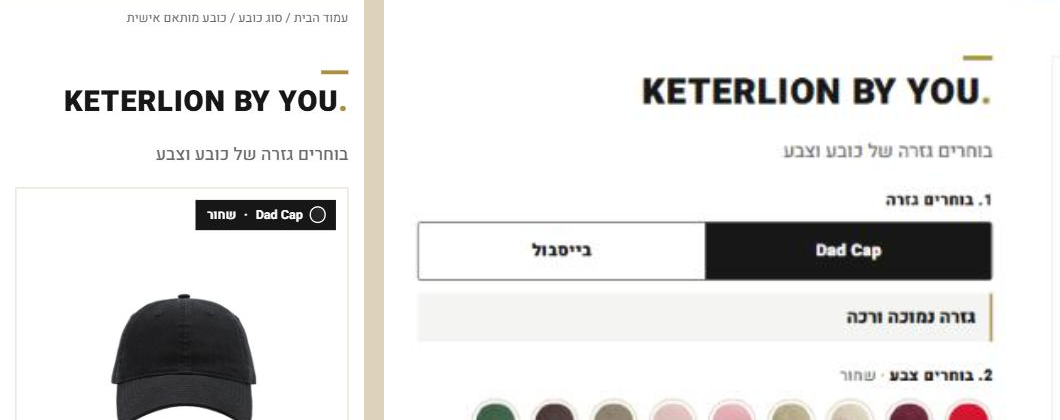 עמוד הבית / סוג כובע / כובע מותאם אישית
KETERLION BY YOU.
בוחרים גזרה של כובע וצבע
Dad Cap · שחור
KETERLION BY YOU.
בוחרים גזרה של כובע וצבע
1. בוחרים גזרה
Dad Cap
בייסבול
גזרה נמוכה ורכה
2. בוחרים צבע · שחור